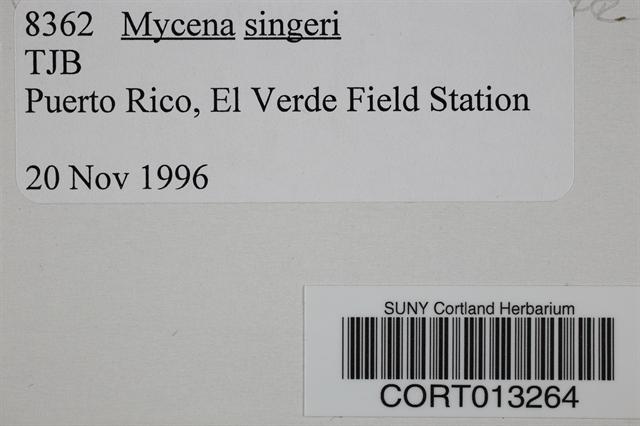 8362 Mycena singeri
TJB
Puerto Rico, El Verde Field Station
20 Nov 1996
SUNY Cortland Herbarium
CORT013264